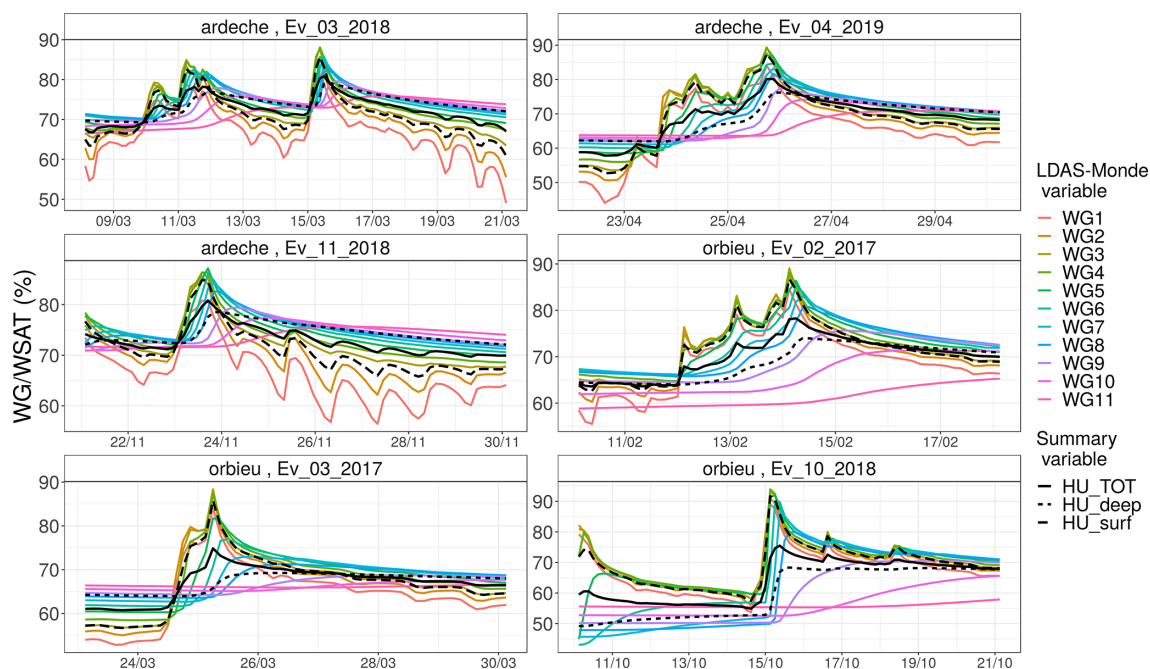 ardeche , Ev_03_2018
ardeche , Ev_04_2019
90
80
70
60
50
09/03 11/03 13/03 15/03 17/03 19/03 21/03
90
80
70
60
50
23/04 25/04 27/04 29/04
ardeche , Ev_11_2018
orbieu , Ev_02_2017
80
70
60
22/11 24/11 26/11 28/11 30/11
90
80
70
60
11/02 13/02 15/02 17/02
orbieu , Ev_03_2017
orbieu , Ev_10_2018
90
80
70
60
24/03 26/03 28/03 30/03
90
80
70
60
50
11/10 13/10 15/10 17/10 19/10 21/10
WG/WSAT (%)
LDAS-Monde
variable
WG1
WG2
WG3
WG4
WG5
WG6
WG7
WG8
WG9
WG10
WG11
Summary
variable
HU_TOT
HU_deep
HU_surf